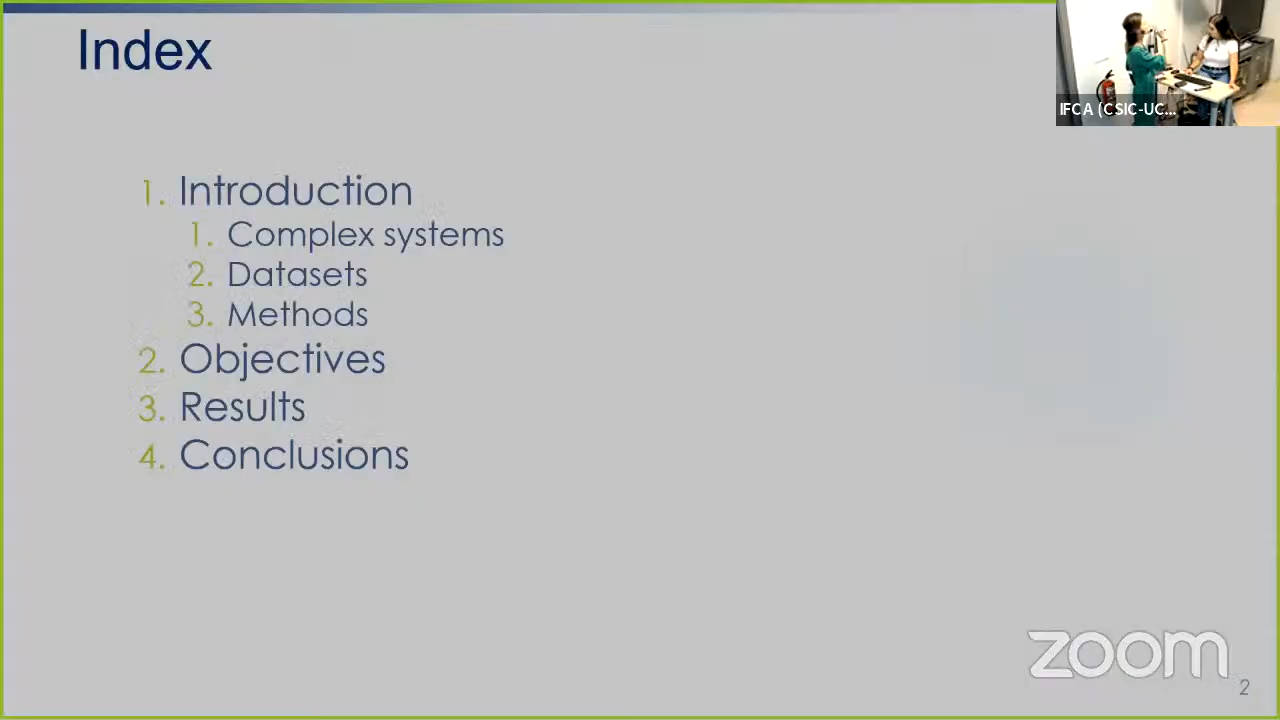 Index
IFCA (CSIC-UC...
1. Introduction
1. Complex systems
2. Datasets
3. Methods
2. Objectives
3. Results
4. Conclusions
zoom
2